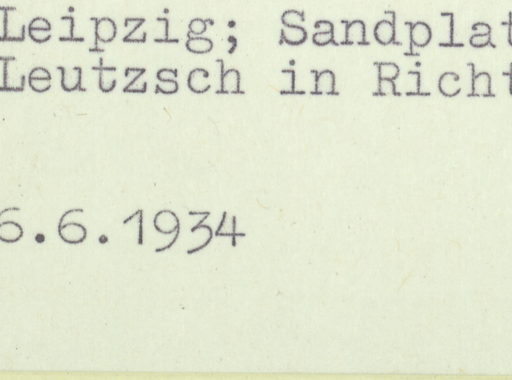 Leipzig; Sandplat
Leutzsch in Richt
6.6.1934